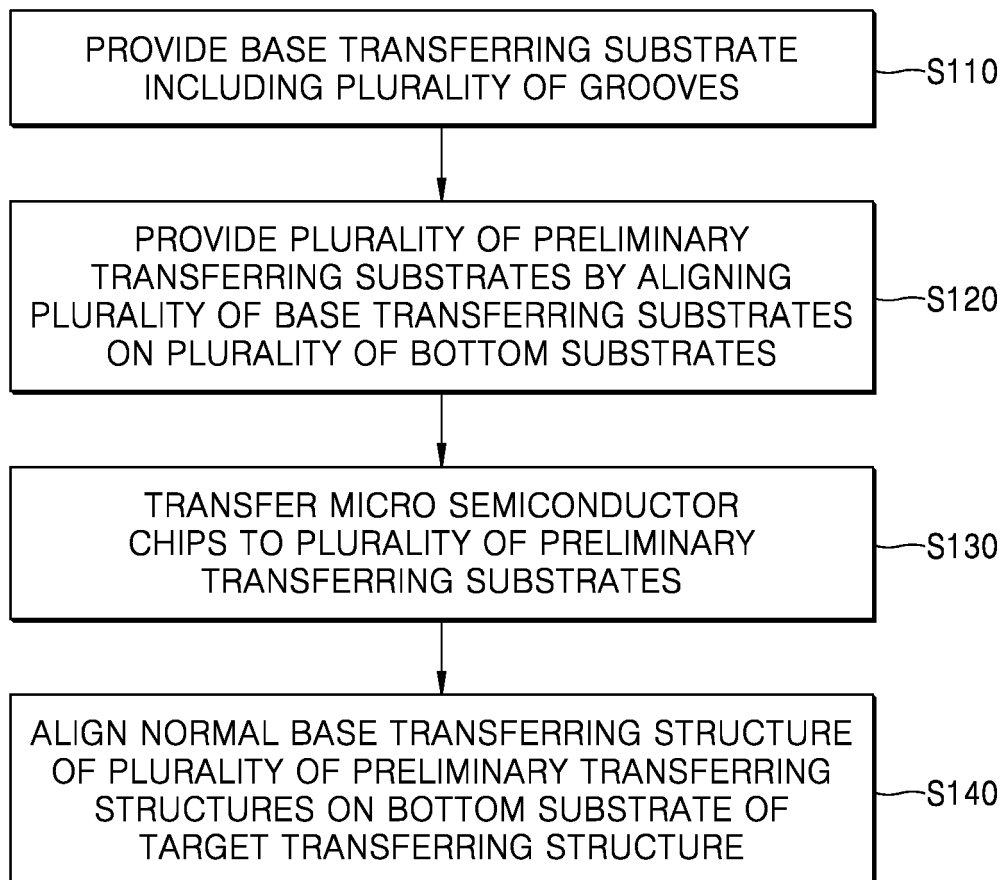 PROVIDE BASE TRANSFERRING SUBSTRATE
INCLUDING PLURALITY OF GROOVES
S110
PROVIDE PLURALITY OF PRELIMINARY
TRANSFERRING SUBSTRATES BY ALIGNING
PLURALITY OF BASE TRANSFERRING SUBSTRATES
ON PLURALITY OF BOTTOM SUBSTRATES
S120
TRANSFER MICRO SEMICONDUCTOR
CHIPS TO PLURALITY OF PRELIMINARY
TRANSFERRING SUBSTRATES
S130
ALIGN NORMAL BASE TRANSFERRING STRUCTURE
OF PLURALITY OF PRELIMINARY TRANSFERRING
STRUCTURES ON BOTTOM SUBSTRATE OF
TARGET TRANSFERRING STRUCTURE
S140